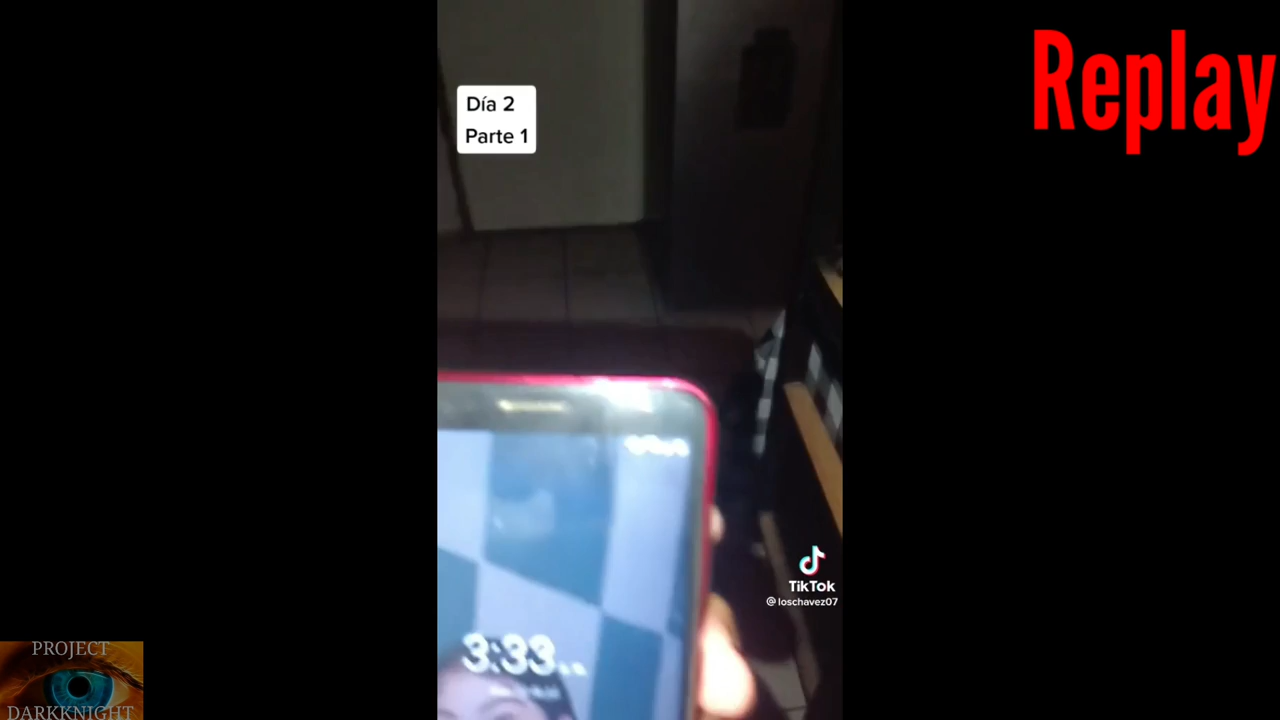 Replay
Día 2
Parte 1
TikTok
@loschavez07
3:33
PROJECT
DARKKNIGHT